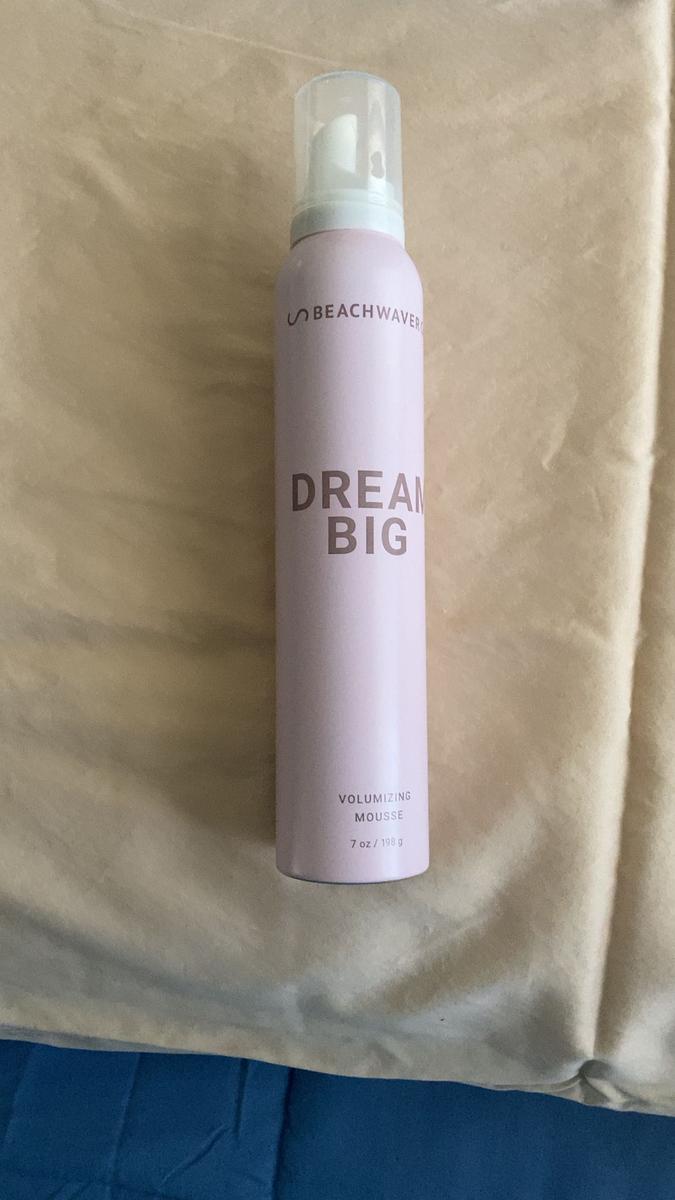 BEACHWAVER
DREAM
BIG
VOLUMIZING
MOUSSE
7 oz / 198 g